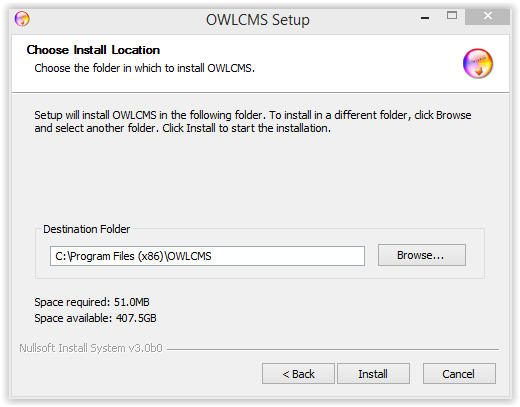 OWLCMS Setup
Choose Install Location
Choose the folder in which to install OWLCMS.
Setup will install OWLCMS in the following folder. To install in a different folder, click Browse
and select another folder. Click Install to start the installation.
Destination Folder
C:\Program Files (x86)\OWLCMS
Browse...
Space required: 51.0MB
Space available: 407.5GB
Nullsoft Install System v3.0b0
< Back
Install
Cancel